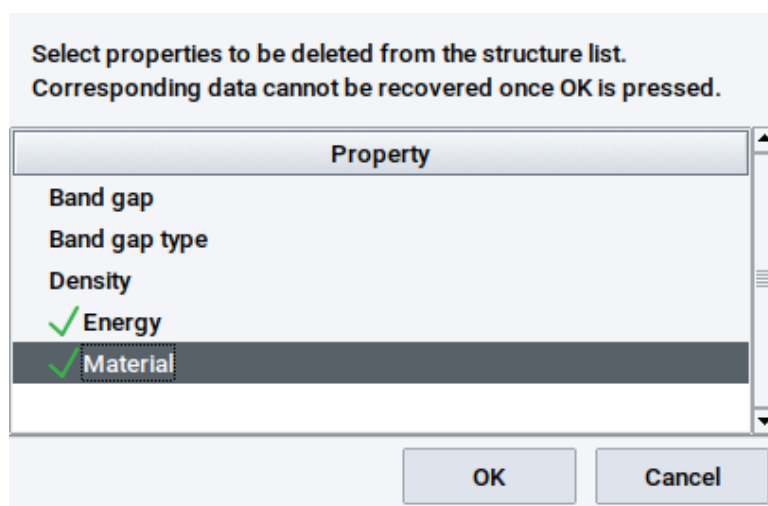 Select properties to be deleted from the structure list.
Corresponding data cannot be recovered once OK is pressed.
Property
Band gap
Band gap type
Density
Energy
Material
OK
Cancel